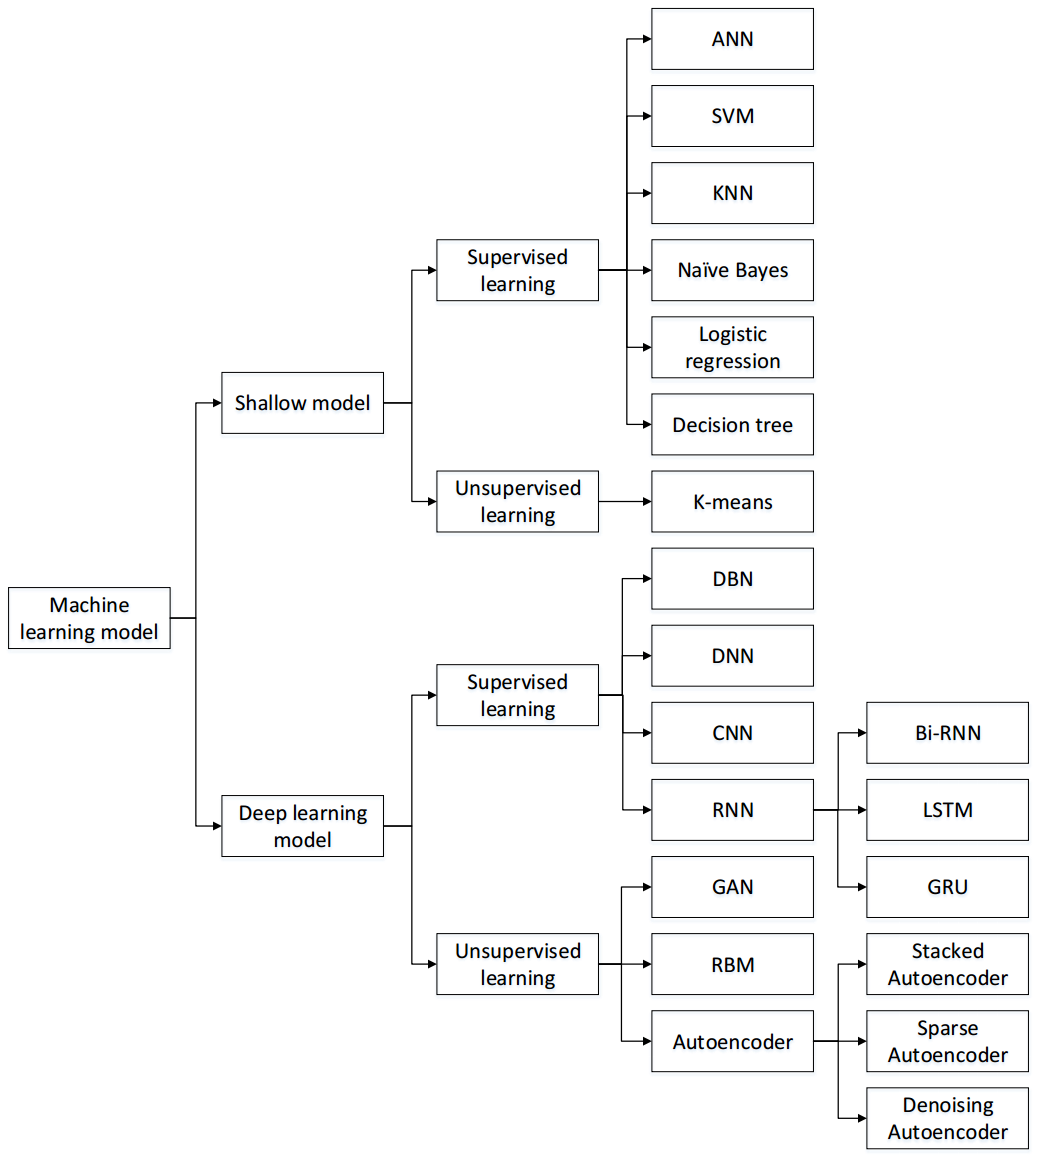 ANN
SVM
KNN
Supervised
learning
Naïve Bayes
Logistic
regression
Shallow model
Decision tree
Unsupervised
learning
K-means
DBN
Machine
learning model
DNN
Supervised
learning
CNN
Bi-RNN
Deep learning
model
RNN
LSTM
GAN
GRU
Unsupervised
learning
RBM
Stacked
Autoencoder
Autoencoder
Sparse
Autoencoder
Denoising
Autoencoder